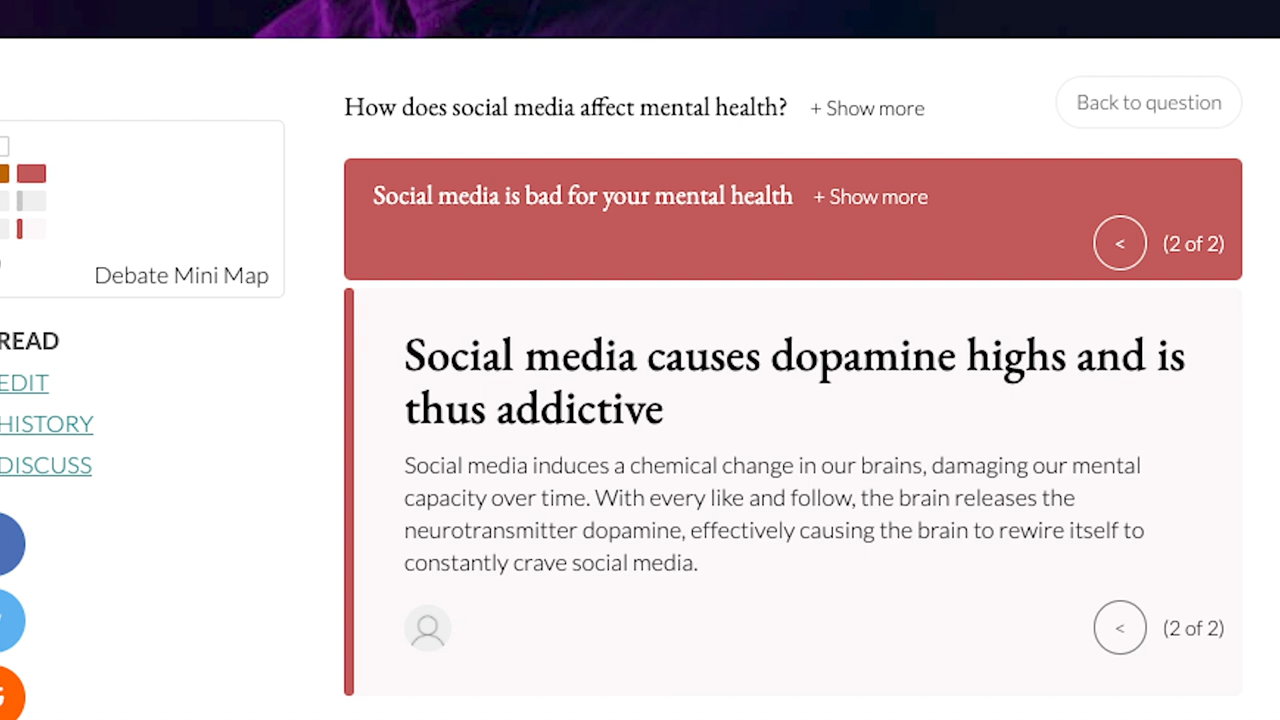 How does social media affect mental health? + Show more
Back to question
Social media is bad for your mental health + Show more
< (2 of 2)
Debate Mini Map
READ
EDIT
HISTORY
DISCUSS
Social media causes dopamine highs and is
thus addictive
Social media induces a chemical change in our brains, damaging our mental
capacity over time. With every like and follow, the brain releases the
neurotransmitter dopamine, effectively causing the brain to rewire itself to
constantly crave social media.
< (2 of 2)